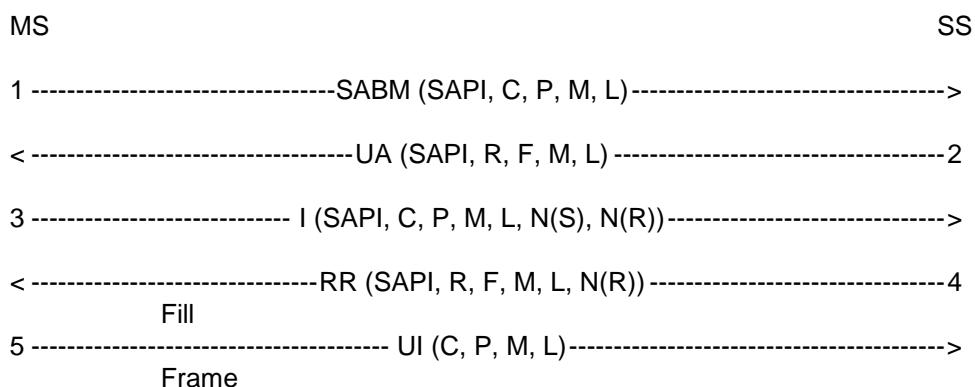 MS SS
1 ----------------------------------SABM (SAPI, C, P, M, L)----------------------------------->
< ------------------------------------UA (SAPI, R, F, M, L) -------------------------------------2
3 ----------------------------- I (SAPI, C, P, M, L, N(S), N(R))------------------------------->
< --------------------------------RR (SAPI, R, F, M, L, N(R)) ---------------------------------4
Fill
5 ---------------------------------------- UI (C, P, M, L)------------------------------------------>
Frame